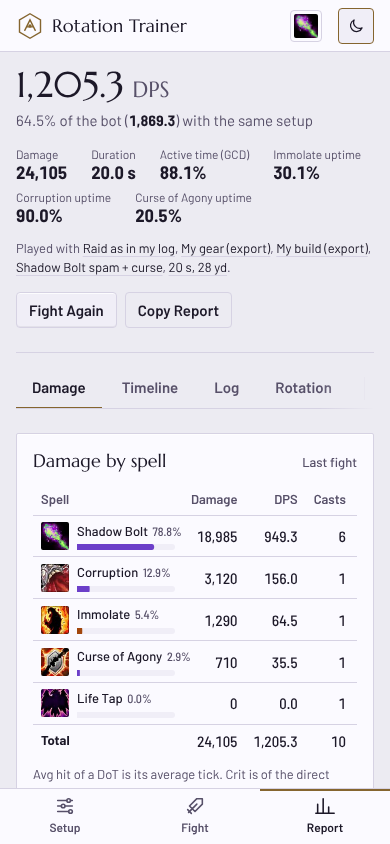 Rotation Trainer
1,205.3 DPS
64.5% of the bot (1,869.3) with the same setup
Damage Duration Active time (GCD) Immolate uptime
24,105 20.0 s 88.1% 30.1%
Corruption uptime Curse of Agony uptime
90.0% 20.5%
Played with Raid as in my log, My gear (export), My build (export),
Shadow Bolt spam + curse, 20 s, 28 yd.
Fight Again Copy Report
Damage Timeline Log Rotation
Damage by spell Last fight
Spell Damage DPS Casts
Shadow Bolt 78.8% 18,985 949.3 6
Corruption 12.9% 3,120 156.0 1
Immolate 5.4% 1,290 64.5 1
Curse of Agony 2.9% 710 35.5 1
Life Tap 0.0% 0 0.0 1
Total 24,105 1,205.3 10
Avg hit of a DoT is its average tick. Crit is of the direct
Setup Fight Report